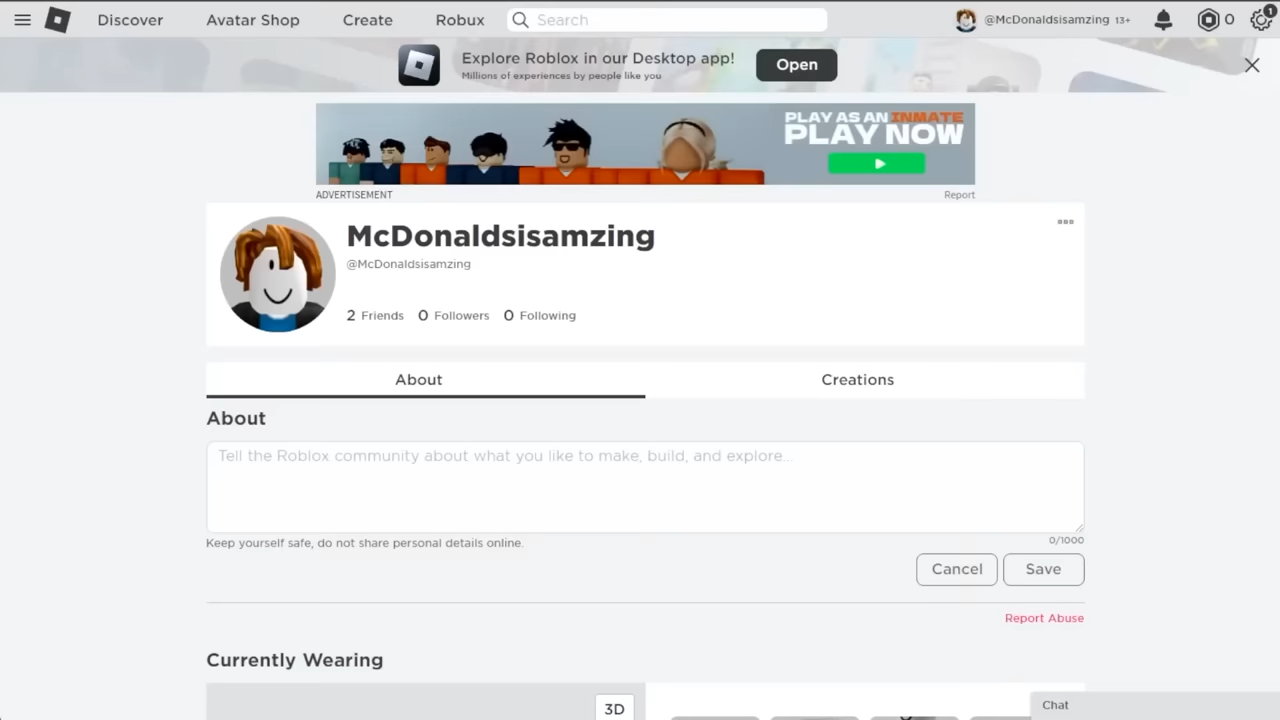 Discover Avatar Shop Create Robux Search @McDonaldsisamzing 13+ 0 1
Explore Roblox in our Desktop app!
Millions of experiences by people like you
Open
PLAY AS AN INMATE
PLAY NOW
ADVERTISEMENT Report
McDonaldsisamzing
@McDonaldsisamzing
2 Friends 0 Followers 0 Following
About Creations
About
Tell the Roblox community about what you like to make, build, and explore...
Keep yourself safe, do not share personal details online. 0/1000
Cancel Save
Report Abuse
Currently Wearing
3D
Chat